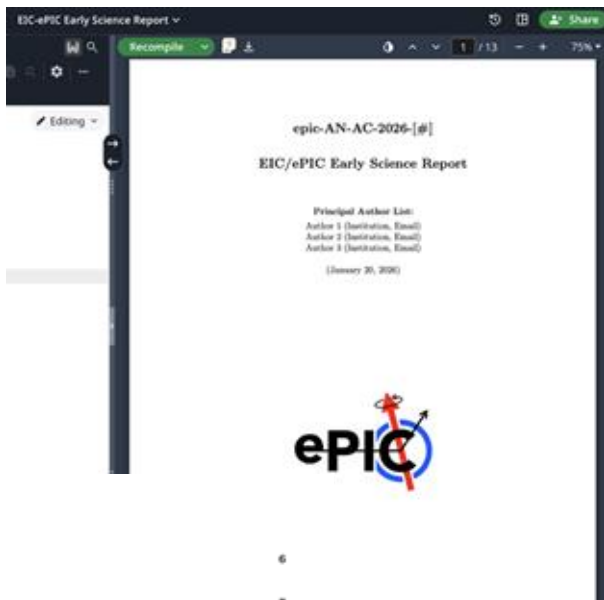 EIC-ePIC Early Science Report
Share
Recompile
1 / 13
75%
Editing
epic-AN-AC-2026-[#]
EIC/ePIC Early Science Report
Principal Author List:
Author 1 (Institution, Email)
Author 2 (Institution, Email)
Author 3 (Institution, Email)
(January 20, 2026)
ePIC
6